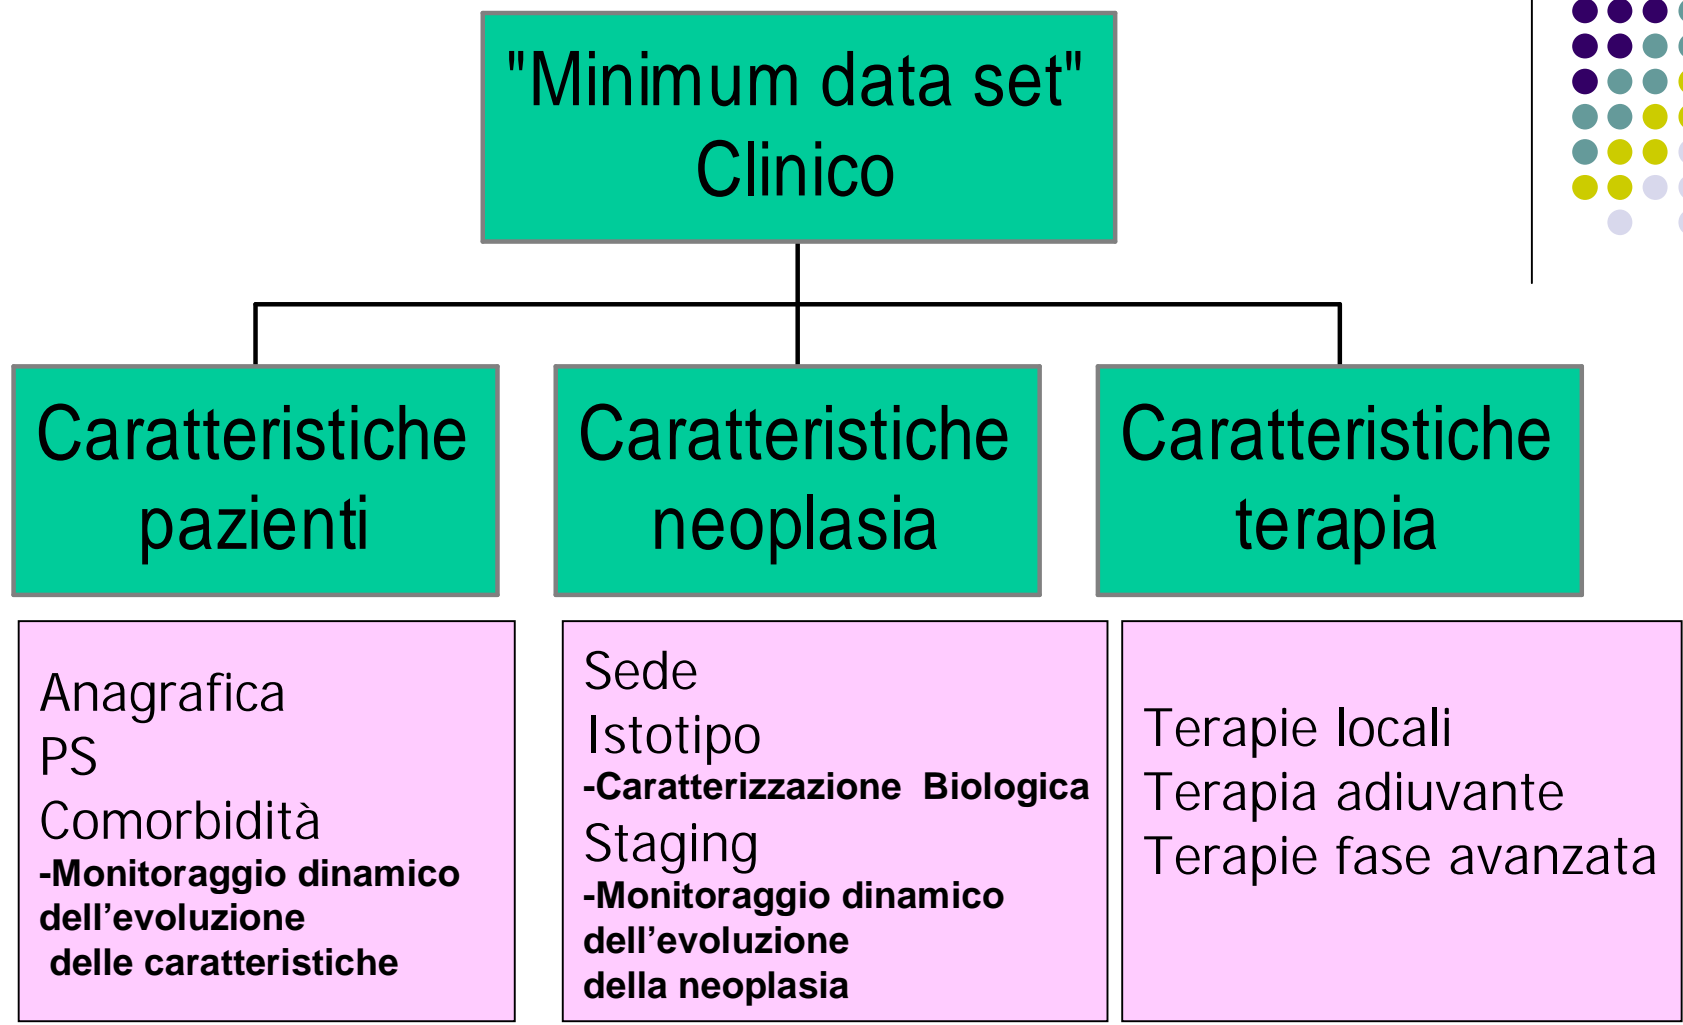 "Minimum data set"
Clinico
Caratteristiche
pazienti
Caratteristiche
neoplasia
Caratteristiche
terapia
Anagrafica
PS
Comorbidità
-Monitoraggio dinamico
dell’evoluzione
delle caratteristiche
Sede
Istotipo
-Caratterizzazione Biologica
Staging
-Monitoraggio dinamico
dell’evoluzione
della neoplasia
Terapie locali
Terapia adiuvante
Terapie fase avanzata